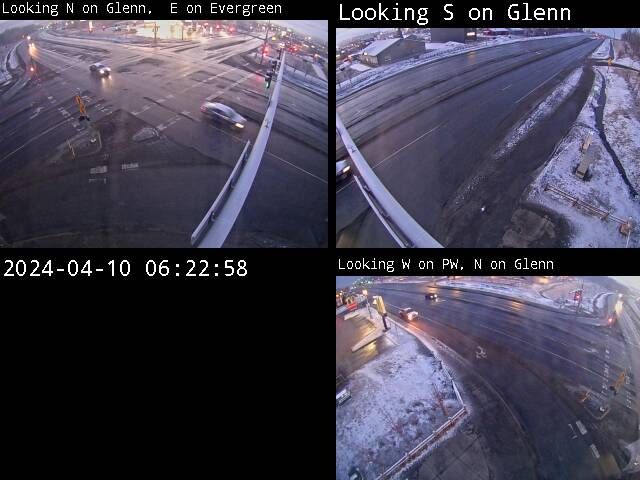 Looking N on Glenn,  E on Evergreen
Looking S on Glenn
2024-04-10 06:22:58
Looking W on PW, N on Glenn